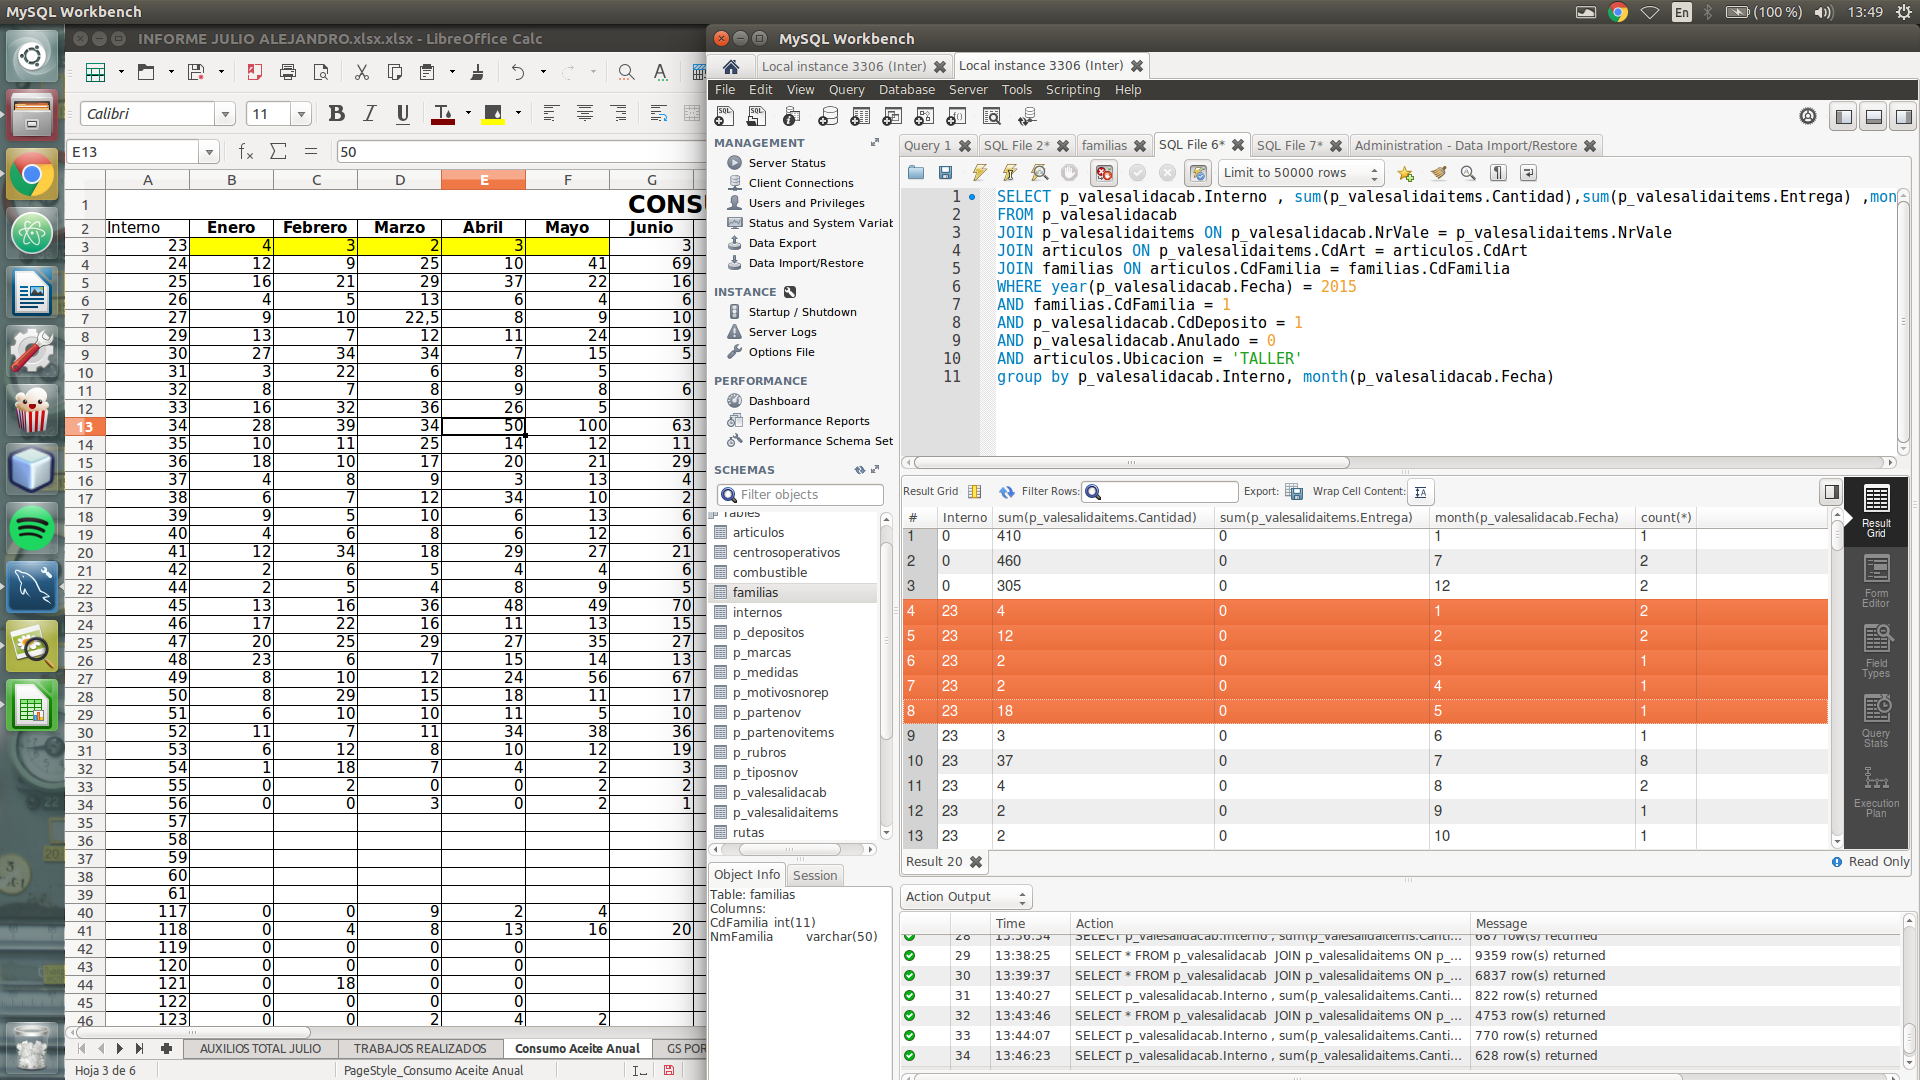 MySQL Workbench
En
(100 %)
13:49
INFORME JULIO ALEJANDRO.xlsx.xlsx - LibreOffice Calc
Calibri
11
E13
50
A B C D E F G
1 CONSU
2 Interno Enero Febrero Marzo Abril Mayo Junio
3 23 4 3 2 3 3
4 24 12 9 25 10 41 69
5 25 16 21 29 37 22 16
6 26 4 5 13 6 4 6
7 27 9 10 22,5 8 9 10
8 29 13 7 12 11 24 19
9 30 27 34 34 7 15 5
10 31 3 22 6 8 5
11 32 8 7 8 9 8 6
12 33 16 32 36 26 5
13 34 28 39 34 50 100 63
14 35 10 11 25 14 12 11
15 36 18 10 17 20 21 29
16 37 4 8 9 3 13 4
17 38 6 7 12 34 10 2
18 39 9 5 10 6 13 6
19 40 4 6 8 6 12 6
20 41 12 34 18 29 27 21
21 42 2 6 5 4 4 6
22 44 2 5 4 8 9 5
23 45 13 16 36 48 49 70
24 46 17 22 16 11 13 15
25 47 20 25 29 27 35 27
26 48 23 6 7 15 14 13
27 49 8 10 12 24 56 67
28 50 8 29 15 18 11 17
29 51 6 10 10 11 5 10
30 52 11 7 11 34 38 36
31 53 6 12 8 10 12 19
32 54 1 18 7 4 2 3
33 55 0 2 0 0 2 2
34 56 0 0 3 0 2 1
35 57
36 58
37 59
38 60
39 61
40 117 0 0 9 2 4
41 118 0 4 8 13 16 20
42 119 0 0 0 0
43 120 0 0 0 0
44 121 0 18 0 0
45 122 0 0 0 0
46 123 0 0 2 4 2
AUXILIOS TOTAL JULIO
TRABAJOS REALIZADOS
Consumo Aceite Anual
GS POR
Hoja 3 de 6
PageStyle_Consumo Aceite Anual
MySQL Workbench
Local instance 3306 (Inter)
Local instance 3306 (Inter)
File Edit View Query Database Server Tools Scripting Help
MANAGEMENT
Server Status
Client Connections
Users and Privileges
Status and System Variab
Data Export
Data Import/Restore
INSTANCE
Startup / Shutdown
Server Logs
Options File
PERFORMANCE
Dashboard
Performance Reports
Performance Schema Set
SCHEMAS
Filter objects
Tables
articulos
centrosoperativos
combustible
familias
internos
p_depositos
p_marcas
p_medidas
p_motivosnorep
p_partenov
p_partenovitems
p_rubros
p_tiposnov
p_valesalidacab
p_valesalidaitems
rutas
Object Info
Session
Table: familias
Columns:
CdFamilia int(11)
NmFamilia varchar(50)
Query 1
SQL File 2*
familias
SQL File 6*
SQL File 7*
Administration - Data Import/Restore
Limit to 50000 rows
1 SELECT p_valesalidacab.Interno , sum(p_valesalidaitems.Cantidad),sum(p_valesalidaitems.Entrega) ,mon
2 FROM p_valesalidacab
3 JOIN p_valesalidaitems ON p_valesalidacab.NrVale = p_valesalidaitems.NrVale
4 JOIN articulos ON p_valesalidaitems.CdArt = articulos.CdArt
5 JOIN familias ON articulos.CdFamilia = familias.CdFamilia
6 WHERE year(p_valesalidacab.Fecha) = 2015
7 AND familias.CdFamilia = 1
8 AND p_valesalidacab.CdDeposito = 1
9 AND p_valesalidacab.Anulado = 0
10 AND articulos.Ubicacion = 'TALLER'
11 group by p_valesalidacab.Interno, month(p_valesalidacab.Fecha)
Result Grid
Filter Rows:
Export:
Wrap Cell Content:
# Interno sum(p_valesalidaitems.Cantidad) sum(p_valesalidaitems.Entrega) month(p_valesalidacab.Fecha) count(*)
1 0 410 0 1 1
2 0 460 0 7 2
3 0 305 0 12 2
4 23 4 0 1 2
5 23 12 0 2 2
6 23 2 0 3 1
7 23 2 0 4 1
8 23 18 0 5 1
9 23 3 0 6 1
10 23 37 0 7 8
11 23 4 0 8 2
12 23 2 0 9 1
13 23 2 0 10 1
Result Grid
Form Editor
Field Types
Query Stats
Execution Plan
Result 20
Read Only
Action Output
Time Action Message
28 13:36:34 SELECT p_valesalidacab.Interno , sum(p_valesalidaitems.Canti... 687 row(s) returned
29 13:38:25 SELECT * FROM p_valesalidacab JOIN p_valesalidaitems ON p_... 9359 row(s) returned
30 13:39:37 SELECT * FROM p_valesalidacab JOIN p_valesalidaitems ON p_... 6837 row(s) returned
31 13:40:27 SELECT p_valesalidacab.Interno , sum(p_valesalidaitems.Canti... 822 row(s) returned
32 13:43:46 SELECT * FROM p_valesalidacab JOIN p_valesalidaitems ON p_... 4753 row(s) returned
33 13:44:07 SELECT p_valesalidacab.Interno , sum(p_valesalidaitems.Canti... 770 row(s) returned
34 13:46:23 SELECT p_valesalidacab.Interno , sum(p_valesalidaitems.Canti... 628 row(s) returned